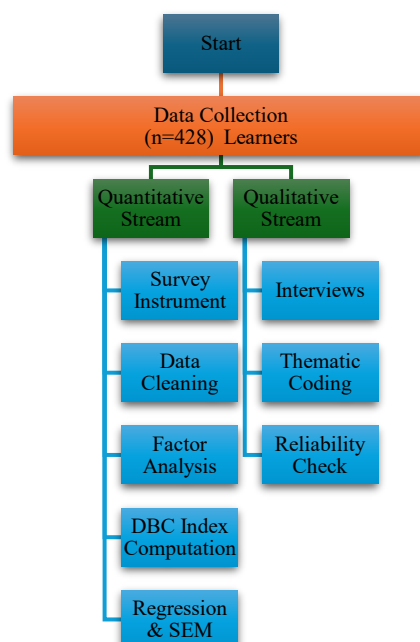 Start
Data Collection
(n=428) Learners
Quantitative
Stream
Qualitative
Stream
Survey
Instrument
Data
Cleaning
Factor
Analysis
DBC Index
Computation
Regression
& SEM
Interviews
Thematic
Coding
Reliability
Check